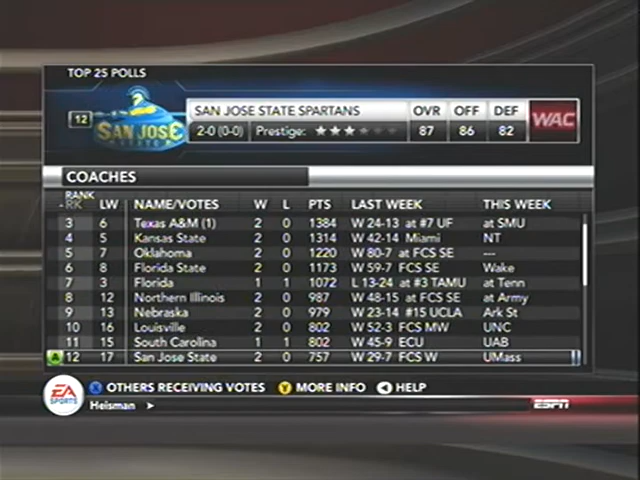 TOP 25 POLLS
12
SAN JOSE STATE
SAN JOSE STATE SPARTANS
OVR OFF DEF
WAC
2-0 (0-0) Prestige:
87 86 82
COACHES
RANK
RK LW NAME/VOTES W L PTS LAST WEEK THIS WEEK
3 6 Texas A&M (1) 2 0 1384 W 24-13 at #7 UF at SMU
4 5 Kansas State 2 0 1314 W 42-14 Miami NT
5 7 Oklahoma 2 0 1220 W 80-7 at FCS SE ---
6 8 Florida State 2 0 1173 W 59-7 FCS SE Wake
7 3 Florida 1 1 1072 L 13-24 at #3 TAMU at Tenn
8 12 Northern Illinois 2 0 987 W 48-15 at FCS SE at Army
9 13 Nebraska 2 0 979 W 23-14 #15 UCLA Ark St
10 16 Louisville 2 0 802 W 52-3 FCS MW UNC
11 15 South Carolina 1 1 802 W 45-9 ECU UAB
12 17 San Jose State 2 0 757 W 29-7 FCS W UMass
EA SPORTS
X OTHERS RECEIVING VOTES Y MORE INFO HELP
Heisman
ESPN